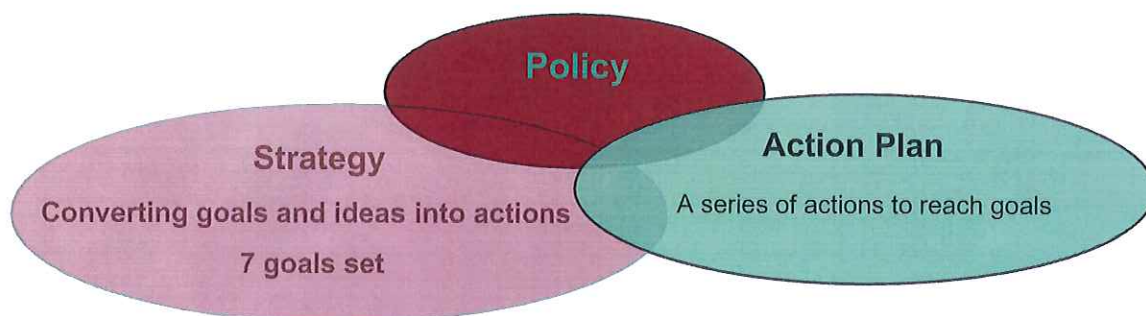 Policy
Strategy
Converting goals and ideas into actions
7 goals set
Action Plan
A series of actions to reach goals